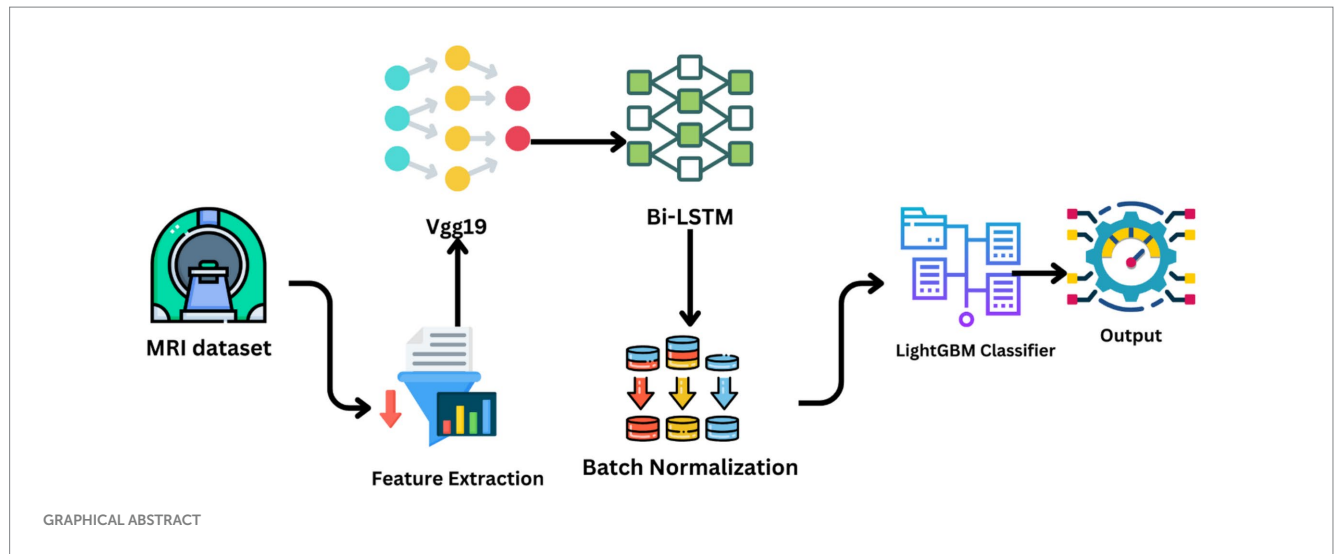 Vgg19
Bi-LSTM
MRI dataset
LightGBM Classifier
Output
Feature Extraction
Batch Normalization
GRAPHICAL ABSTRACT